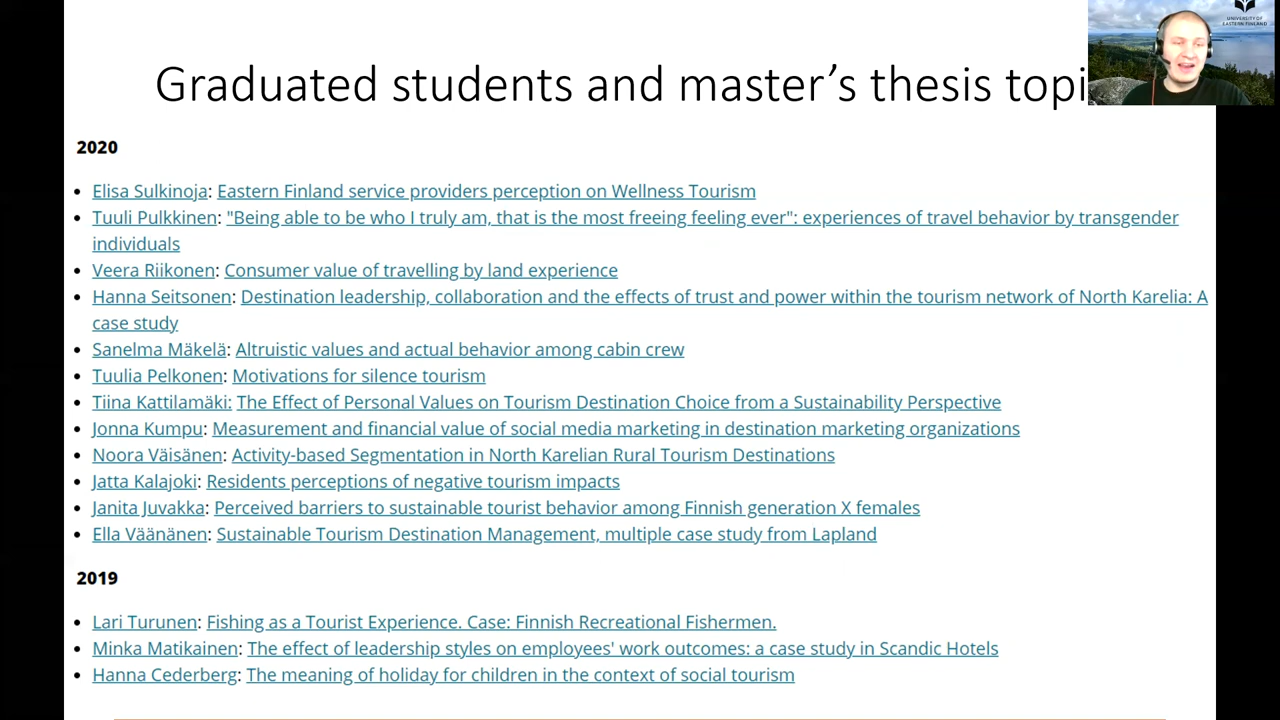 UNIVERSITY OF
EASTERN FINLAND
Graduated students and master's thesis topi
2020
• Elisa Sulkinoja: Eastern Finland service providers perception on Wellness Tourism
• Tuuli Pulkkinen: "Being able to be who I truly am, that is the most freeing feeling ever": experiences of travel behavior by transgender
individuals
• Veera Riikonen: Consumer value of travelling by land experience
• Hanna Seitsonen: Destination leadership, collaboration and the effects of trust and power within the tourism network of North Karelia: A
case study
• Sanelma Mäkelä: Altruistic values and actual behavior among cabin crew
• Tuulia Pelkonen: Motivations for silence tourism
• Tiina Kattilamäki: The Effect of Personal Values on Tourism Destination Choice from a Sustainability Perspective
• Jonna Kumpu: Measurement and financial value of social media marketing in destination marketing organizations
• Noora Väisänen: Activity-based Segmentation in North Karelian Rural Tourism Destinations
• Jatta Kalajoki: Residents perceptions of negative tourism impacts
• Janita Juvakka: Perceived barriers to sustainable tourist behavior among Finnish generation X females
• Ella Väänänen: Sustainable Tourism Destination Management, multiple case study from Lapland
2019
• Lari Turunen: Fishing as a Tourist Experience. Case: Finnish Recreational Fishermen.
• Minka Matikainen: The effect of leadership styles on employees' work outcomes: a case study in Scandic Hotels
• Hanna Cederberg: The meaning of holiday for children in the context of social tourism